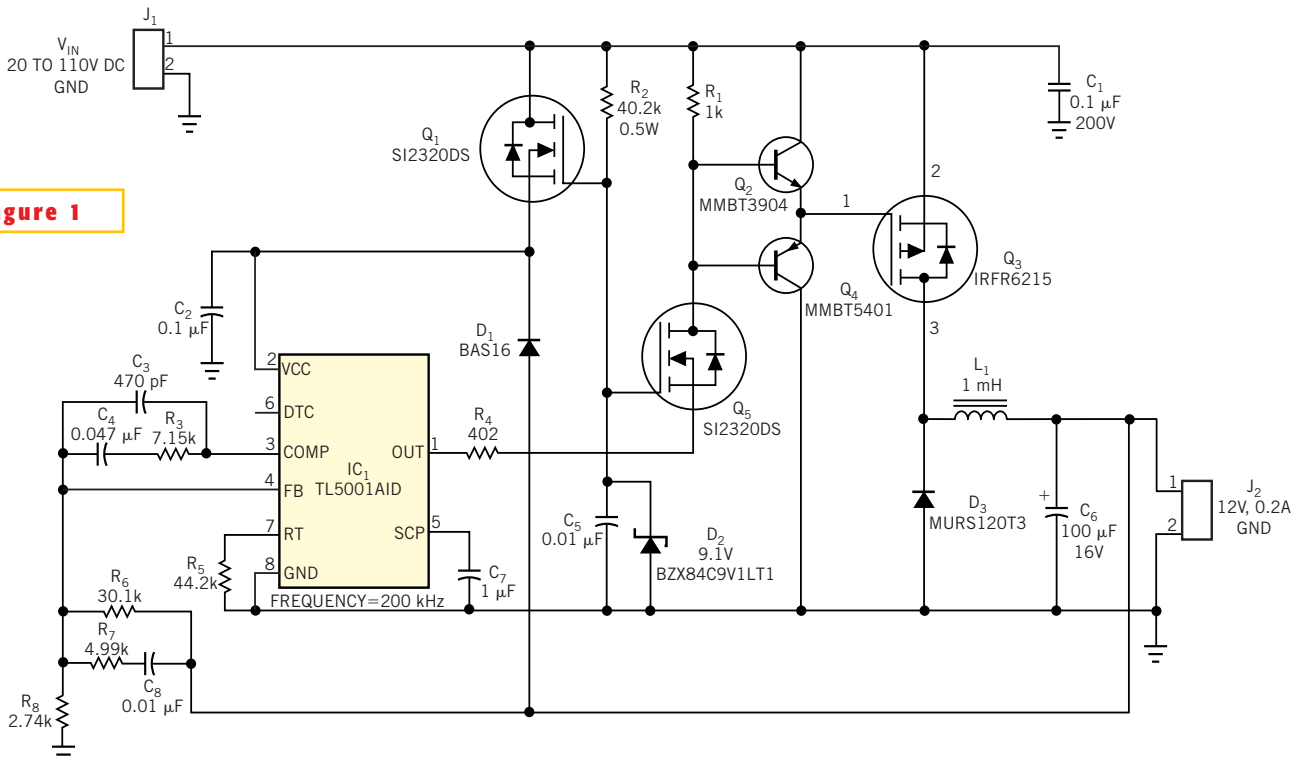 J1
VIN
20 TO 110V DC
GND
1
2
gure 1
Q1
SI2320DS
R2
40.2k
0.5W
R1
1k
C1
0.1 µF
200V
Q2
MMBT3904
1
2
Q3
IRFR6215
3
Q4
MMBT5401
C2
0.1 µF
D1
BAS16
Q5
SI2320DS
L1
1 mH
C3
470 pF
C4
0.047 µF
R3
7.15k
2
VCC
6
DTC
3
COMP
4
FB
7
RT
8
GND
IC1
TL5001AID
OUT
1
SCP
5
FREQUENCY=200 kHz
R4
402
C5
0.01 µF
D2
9.1V
BZX84C9V1LT1
D3
MURS120T3
+
C6
100 µF
16V
1
2
J2
12V, 0.2A
GND
R5
44.2k
C7
1 µF
R6
30.1k
R7
4.99k
C8
0.01 µF
R8
2.74k